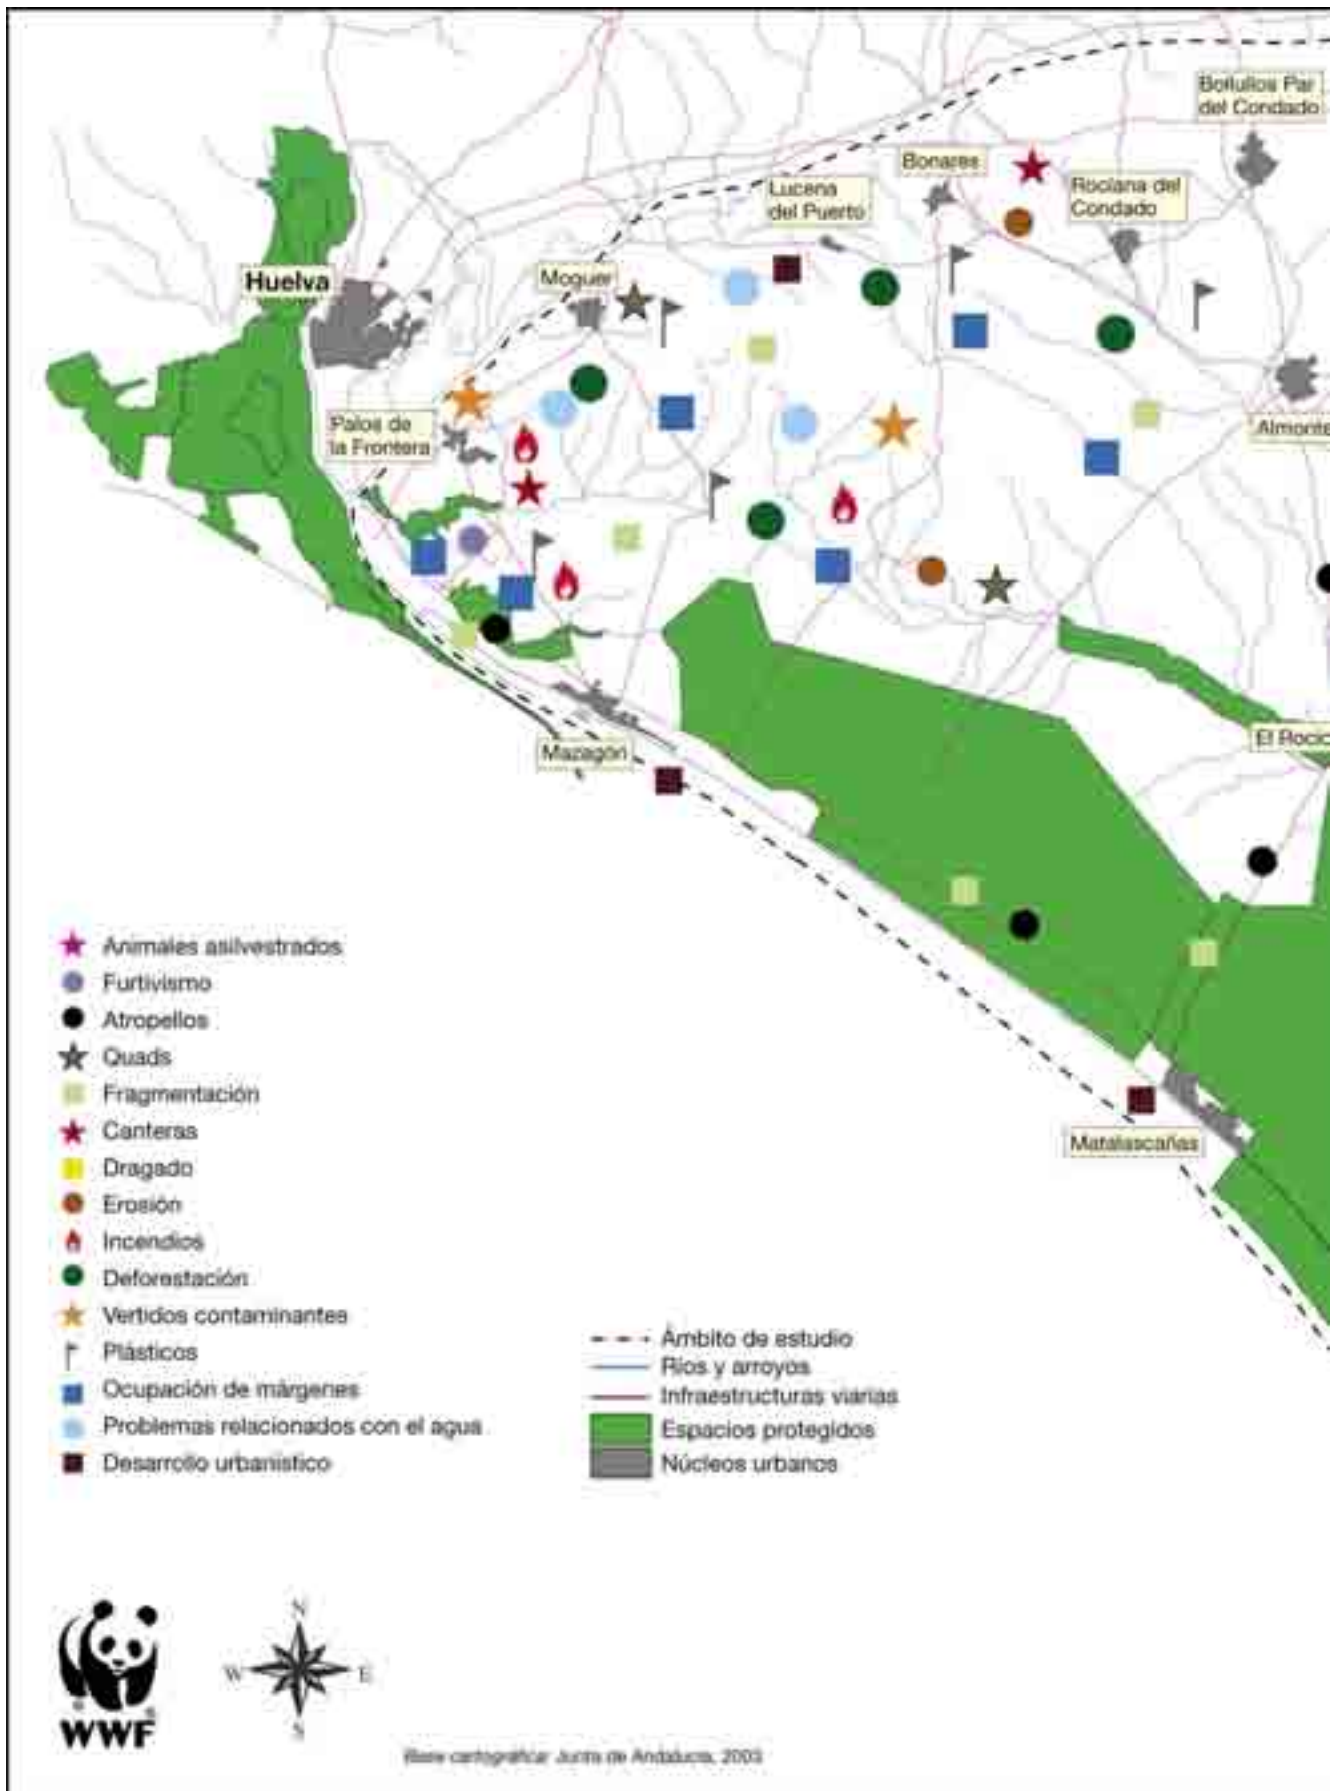 Bollullos Par
del Condado
Bonares
Rociana del
Condado
Lucena
del Puerto
Huelva
Moguer
Palos de
la Frontera
Almonte
El Rocío
Mazagón
Matalascañas
Animales asilvestrados
Furtivismo
Atropellos
Quads
Fragmentación
Canteras
Dragado
Erosión
Incendios
Deforestación
Vertidos contaminantes
Plásticos
Ocupación de márgenes
Problemas relacionados con el agua
Desarrollo urbanístico
Ámbito de estudio
Ríos y arroyos
Infraestructuras viarias
Espacios protegidos
Núcleos urbanos
N
W E
S
WWF
Base cartográfica: Junta de Andalucía, 2003